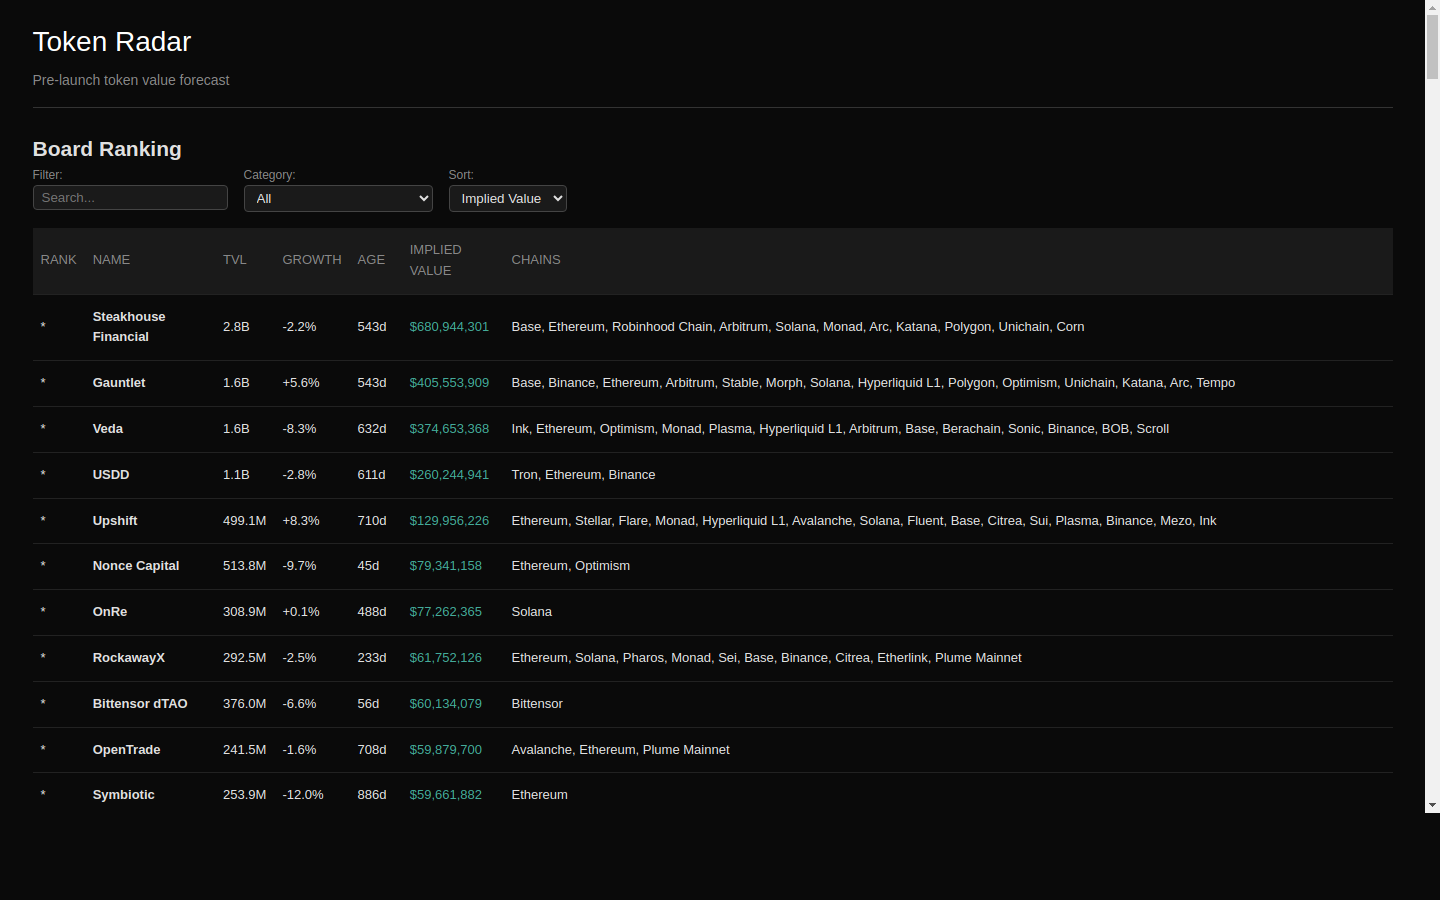 Token Radar
Pre-launch token value forecast
Board Ranking
Filter: Category: Sort:
Search... All Implied Value
RANK NAME TVL GROWTH AGE IMPLIED VALUE CHAINS
* Steakhouse Financial 2.8B -2.2% 543d $680,944,301 Base, Ethereum, Robinhood Chain, Arbitrum, Solana, Monad, Arc, Katana, Polygon, Unichain, Corn
* Gauntlet 1.6B +5.6% 543d $405,553,909 Base, Binance, Ethereum, Arbitrum, Stable, Morph, Solana, Hyperliquid L1, Polygon, Optimism, Unichain, Katana, Arc, Tempo
* Veda 1.6B -8.3% 632d $374,653,368 Ink, Ethereum, Optimism, Monad, Plasma, Hyperliquid L1, Arbitrum, Base, Berachain, Sonic, Binance, BOB, Scroll
* USDD 1.1B -2.8% 611d $260,244,941 Tron, Ethereum, Binance
* Upshift 499.1M +8.3% 710d $129,956,226 Ethereum, Stellar, Flare, Monad, Hyperliquid L1, Avalanche, Solana, Fluent, Base, Citrea, Sui, Plasma, Binance, Mezo, Ink
* Nonce Capital 513.8M -9.7% 45d $79,341,158 Ethereum, Optimism
* OnRe 308.9M +0.1% 488d $77,262,365 Solana
* RockawayX 292.5M -2.5% 233d $61,752,126 Ethereum, Solana, Pharos, Monad, Sei, Base, Binance, Citrea, Etherlink, Plume Mainnet
* Bittensor dTAO 376.0M -6.6% 56d $60,134,079 Bittensor
* OpenTrade 241.5M -1.6% 708d $59,879,700 Avalanche, Ethereum, Plume Mainnet
* Symbiotic 253.9M -12.0% 886d $59,661,882 Ethereum